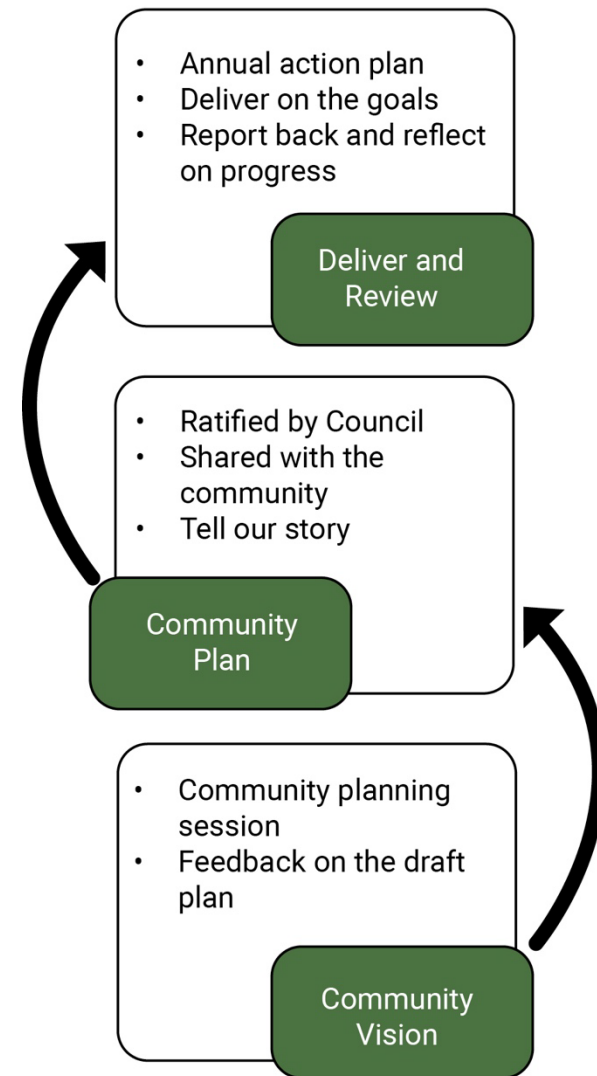 • Annual action plan
• Deliver on the goals
• Report back and reflect
on progress
Deliver and
Review
• Ratified by Council
• Shared with the
community
• Tell our story
Community
Plan
• Community planning
session
• Feedback on the draft
plan
Community
Vision